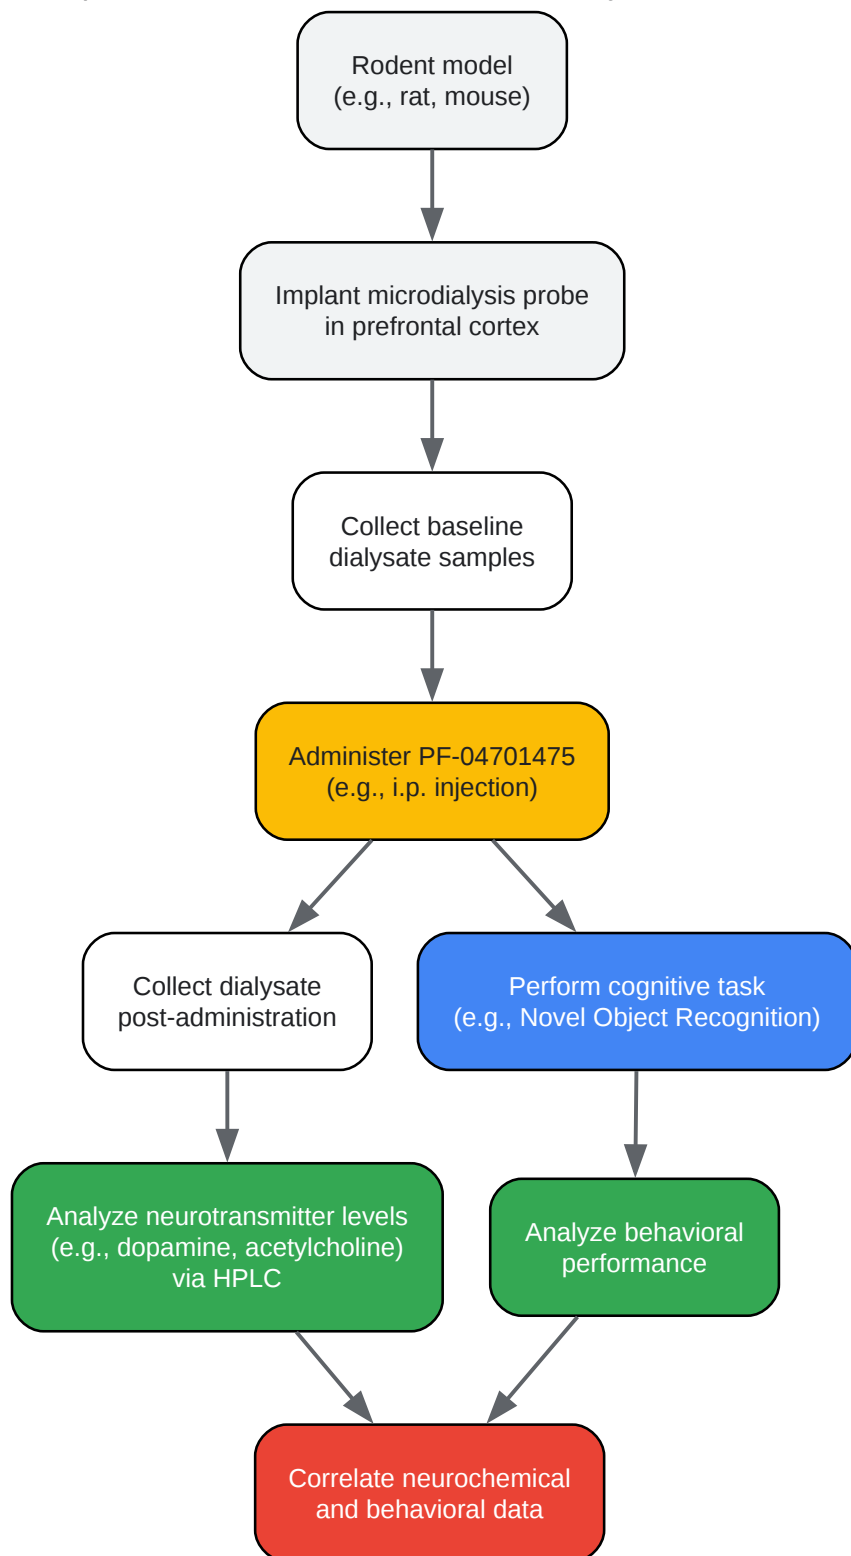 Rodent model
(e.g., rat, mouse)
Implant microdialysis probe
in prefrontal cortex
Collect baseline
dialysate samples
Administer PF-04701475
(e.g., i.p. injection)
Collect dialysate
post-administration
Perform cognitive task
(e.g., Novel Object Recognition)
Analyze neurotransmitter levels
(e.g., dopamine, acetylcholine)
via HPLC
Analyze behavioral
performance
Correlate neurochemical
and behavioral data